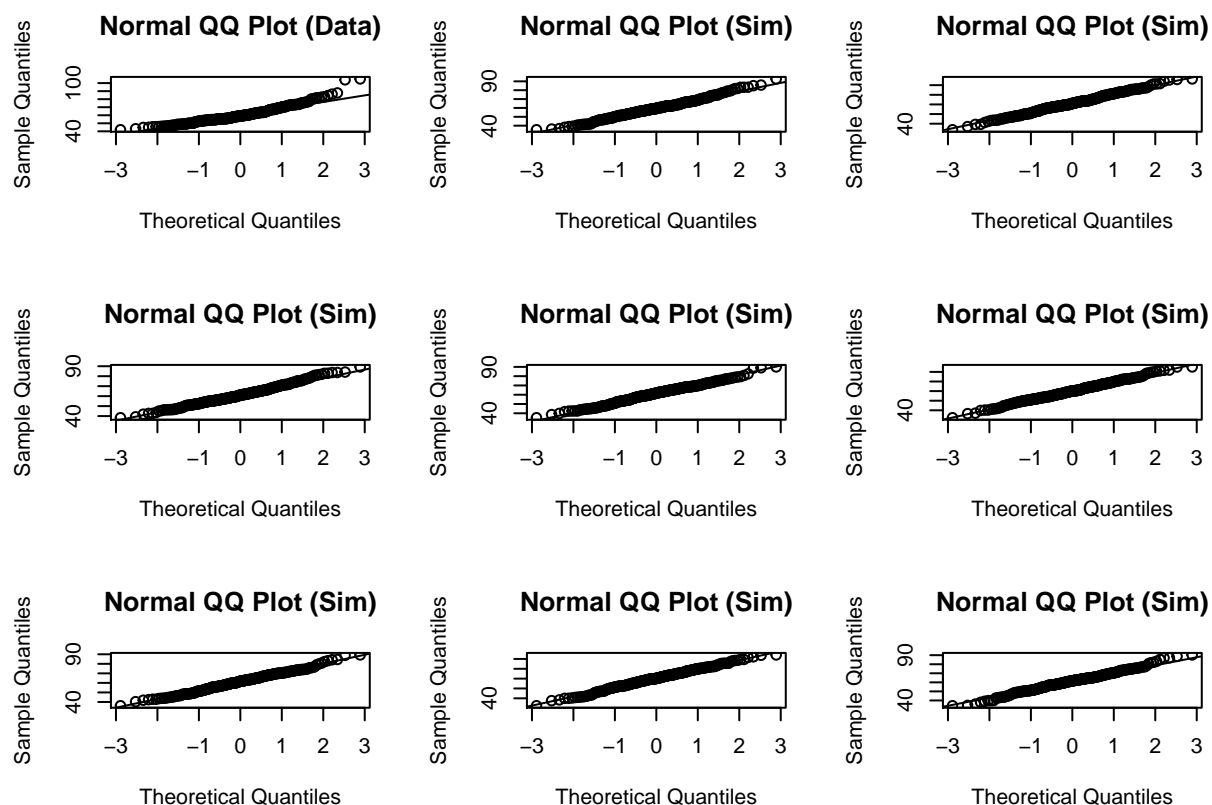 Normal QQ Plot (Data)
Sample Quantiles
40
100
−3
−1
0
1
2
3
Theoretical Quantiles
Normal QQ Plot (Sim)
Sample Quantiles
40
90
−3
−1
0
1
2
3
Theoretical Quantiles
Normal QQ Plot (Sim)
Sample Quantiles
40
−3
−1
0
1
2
3
Theoretical Quantiles
Normal QQ Plot (Sim)
Sample Quantiles
40
90
−3
−1
0
1
2
3
Theoretical Quantiles
Normal QQ Plot (Sim)
Sample Quantiles
40
90
−3
−1
0
1
2
3
Theoretical Quantiles
Normal QQ Plot (Sim)
Sample Quantiles
40
−3
−1
0
1
2
3
Theoretical Quantiles
Normal QQ Plot (Sim)
Sample Quantiles
40
90
−3
−1
0
1
2
3
Theoretical Quantiles
Normal QQ Plot (Sim)
Sample Quantiles
40
−3
−1
0
1
2
3
Theoretical Quantiles
Normal QQ Plot (Sim)
Sample Quantiles
40
90
−3
−1
0
1
2
3
Theoretical Quantiles